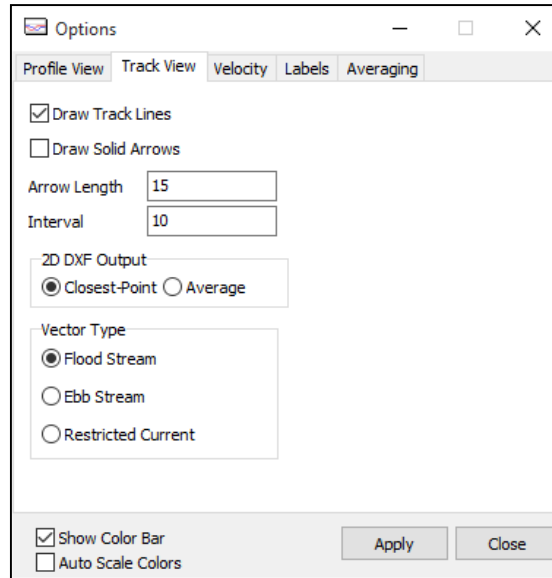 Options
Profile View Track View Velocity Labels Averaging
Draw Track Lines
Draw Solid Arrows
Arrow Length 15
Interval 10
2D DXF Output
Closest-Point Average
Vector Type
Flood Stream
Ebb Stream
Restricted Current
Show Color Bar
Auto Scale Colors
Apply Close